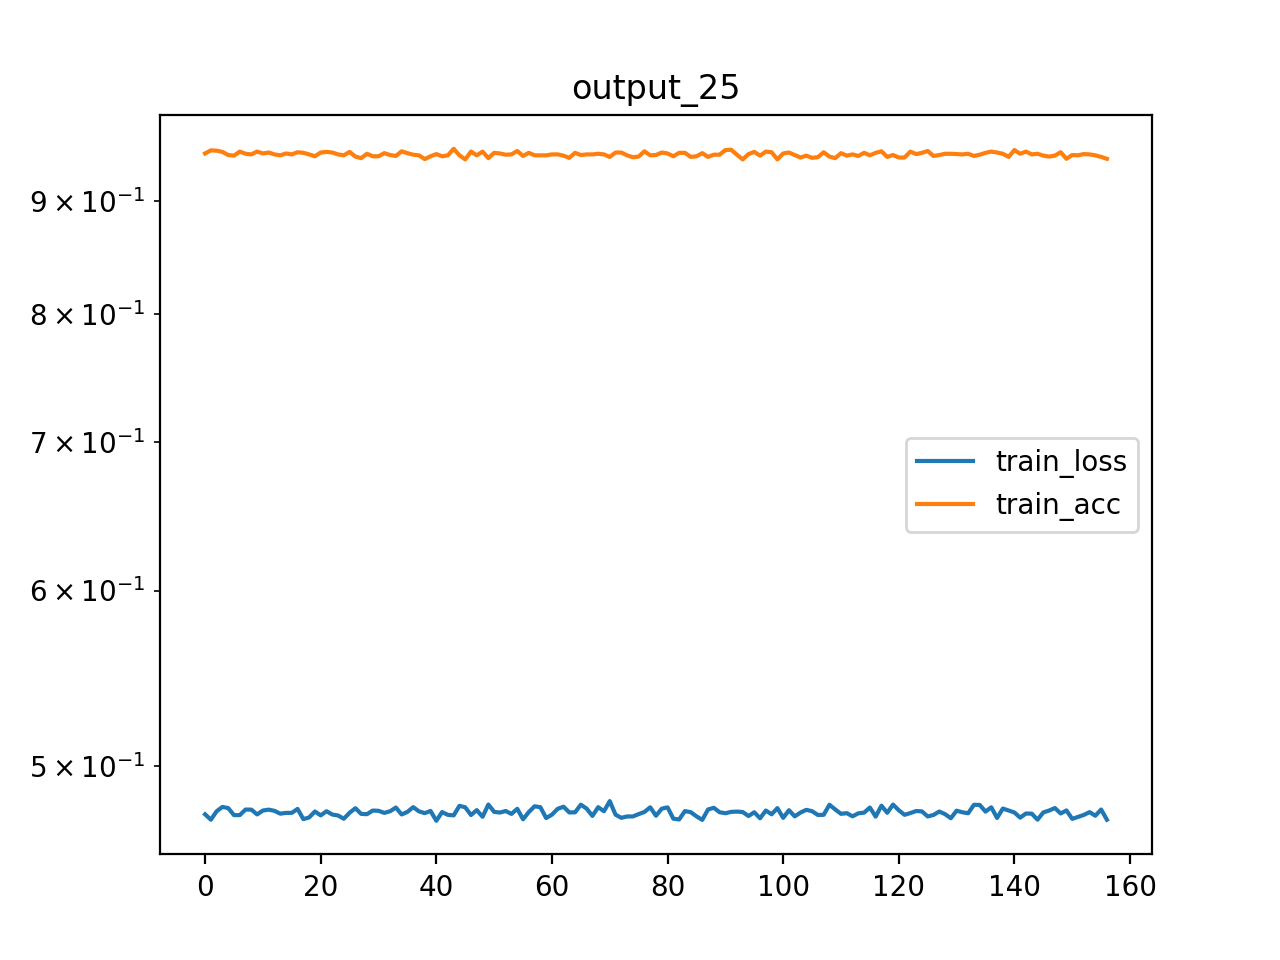 output_25
9 × 10⁻¹
8 × 10⁻¹
7 × 10⁻¹
6 × 10⁻¹
5 × 10⁻¹
train_loss
train_acc
0 20 40 60 80 100 120 140 160